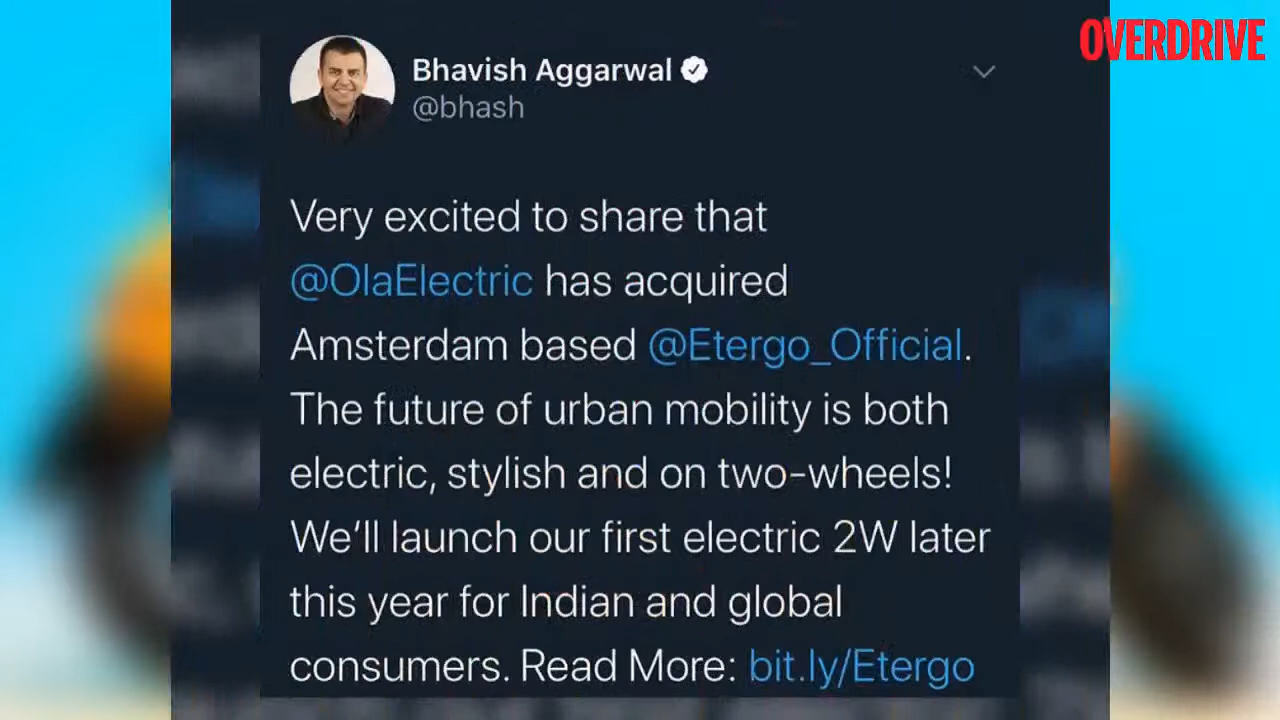 OVERDRIVE
Bhavish Aggarwal
@bhash
Very excited to share that
@OlaElectric has acquired
Amsterdam based @Etergo_Official.
The future of urban mobility is both
electric, stylish and on two-wheels!
We’ll launch our first electric 2W later
this year for Indian and global
consumers. Read More: bit.ly/Etergo